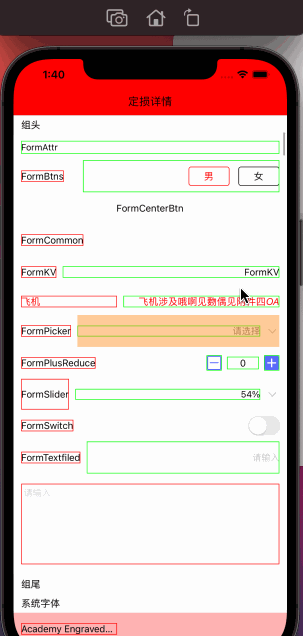 1:40
定损详情
组头
FormAttr
FormBtns 男 女
FormCenterBtn
FormCommon
FormKV FormKV
飞机 飞机涉及哦啊见数偶见附件四OA
FormPicker 请选择
FormPlusReduce 0
FormSlider 54%
FormSwitch
FormTextfiled 请输入
请输入
组尾
系统字体
Academy Engraved...